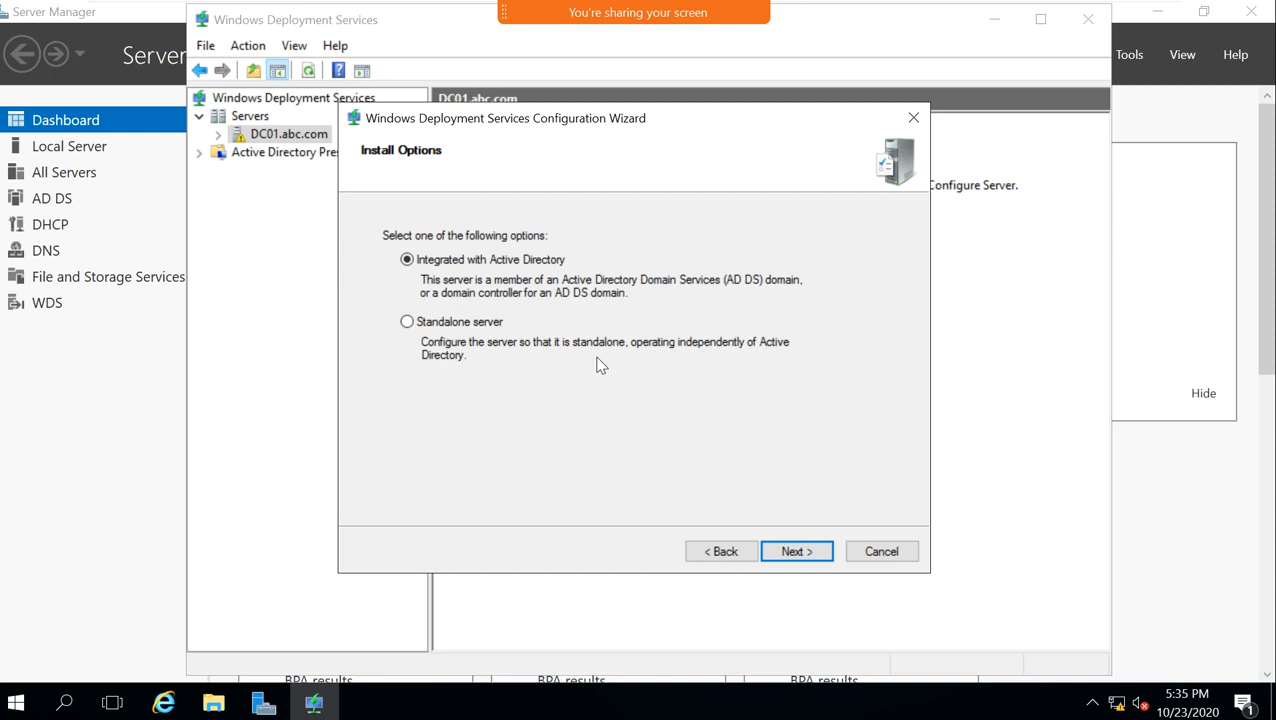 Server Manager
Windows Deployment Services
You're sharing your screen
File Action View Help
Server
Tools View Help
Windows Deployment Services
Servers
DC01.abc.com
Active Directory Pre
DC01.abc.com
Dashboard
Local Server
All Servers
AD DS
DHCP
DNS
File and Storage Services
WDS
Windows Deployment Services Configuration Wizard
Install Options
Configure Server.
Select one of the following options:
Integrated with Active Directory
This server is a member of an Active Directory Domain Services (AD DS) domain,
or a domain controller for an AD DS domain.
Standalone server
Configure the server so that it is standalone, operating independently of Active
Directory.
Hide
< Back Next > Cancel
BPA results BPA results BPA results
5:35 PM
10/23/2020
1